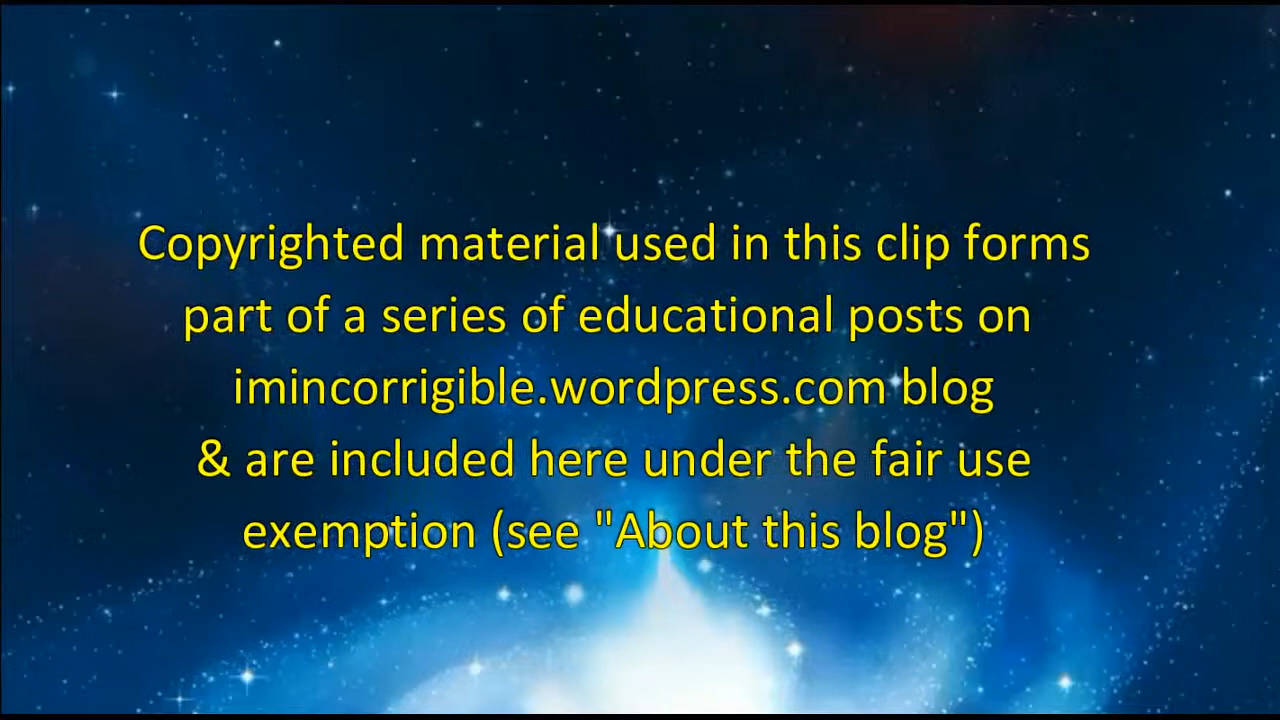 Copyrighted material used in this clip forms
part of a series of educational posts on
imincorrigible.wordpress.com blog
& are included here under the fair use
exemption (see "About this blog")